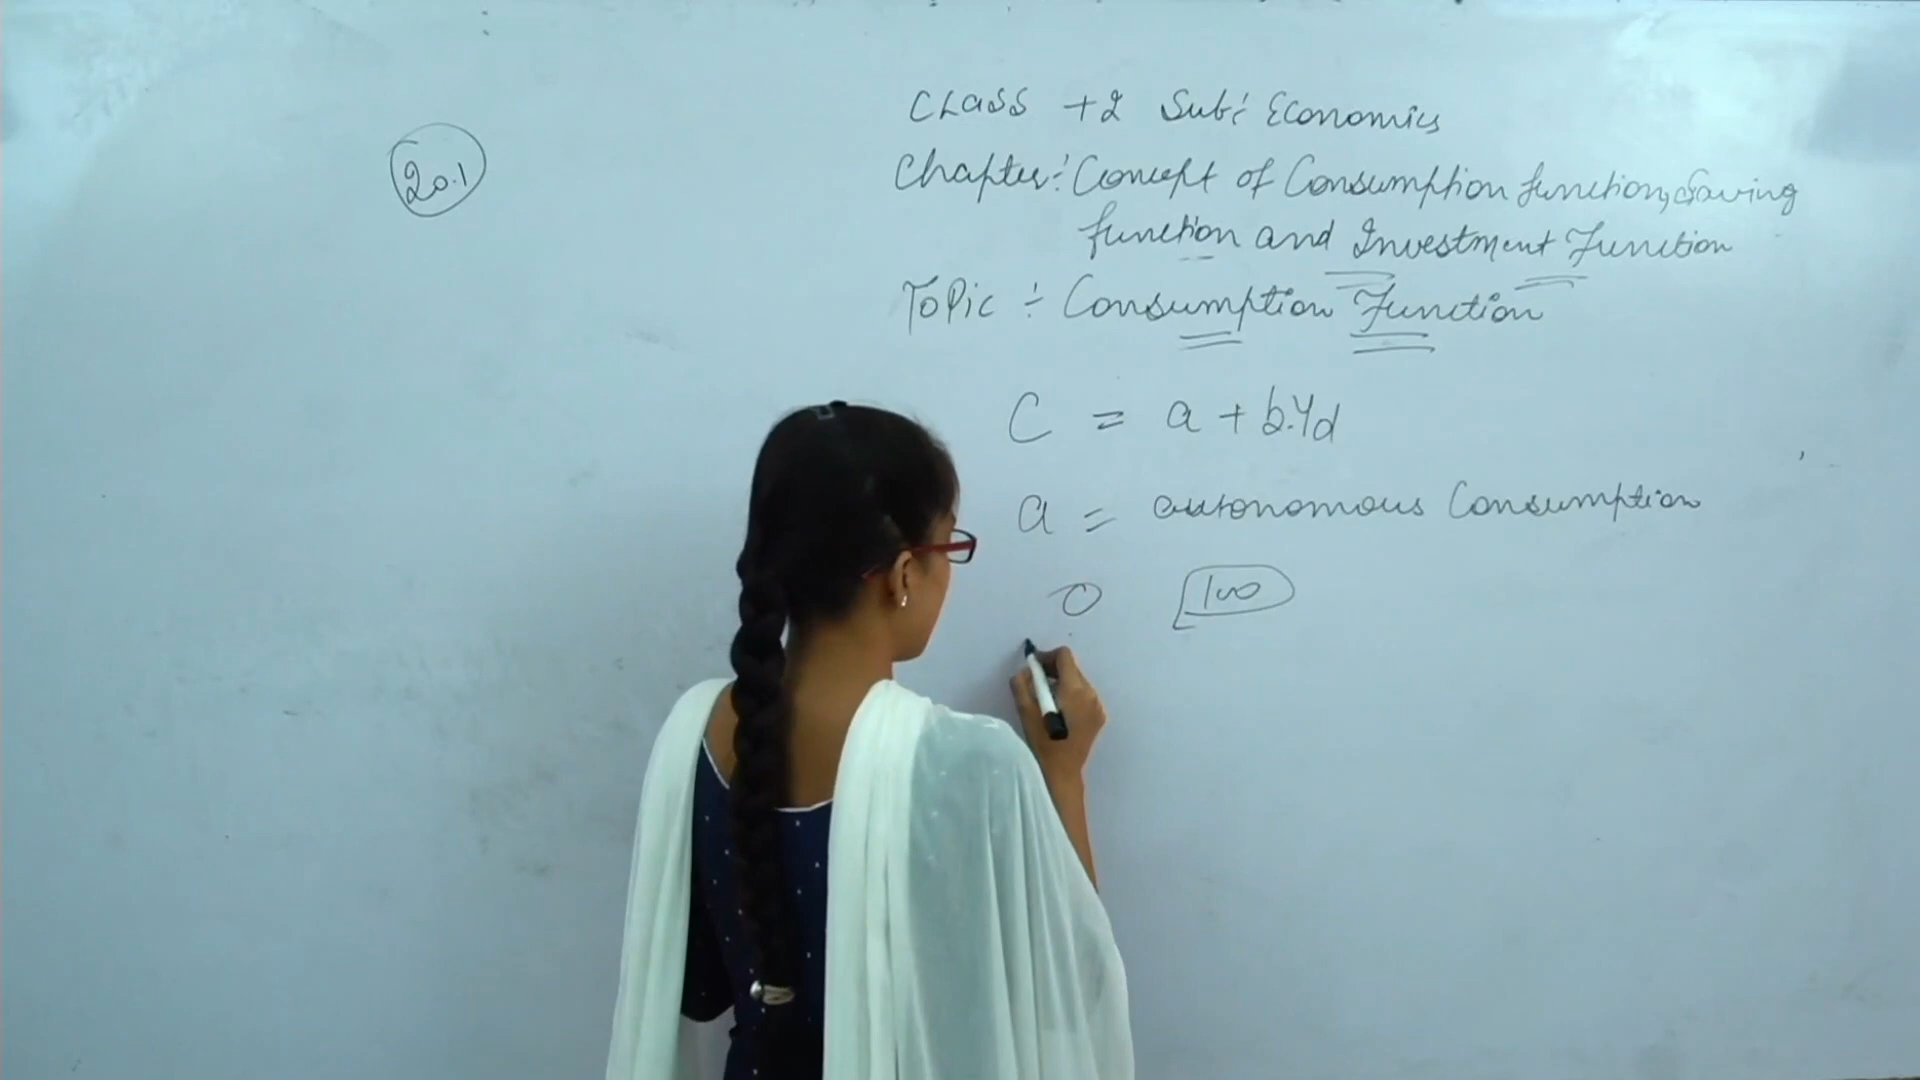 20.1
Class +2 Sub: Economics
Chapter: Concept of Consumption function, Saving
function and Investment Function
Topic ÷ Consumption Function
C = a + b.Yd
a = autonomous Consumption
0 100